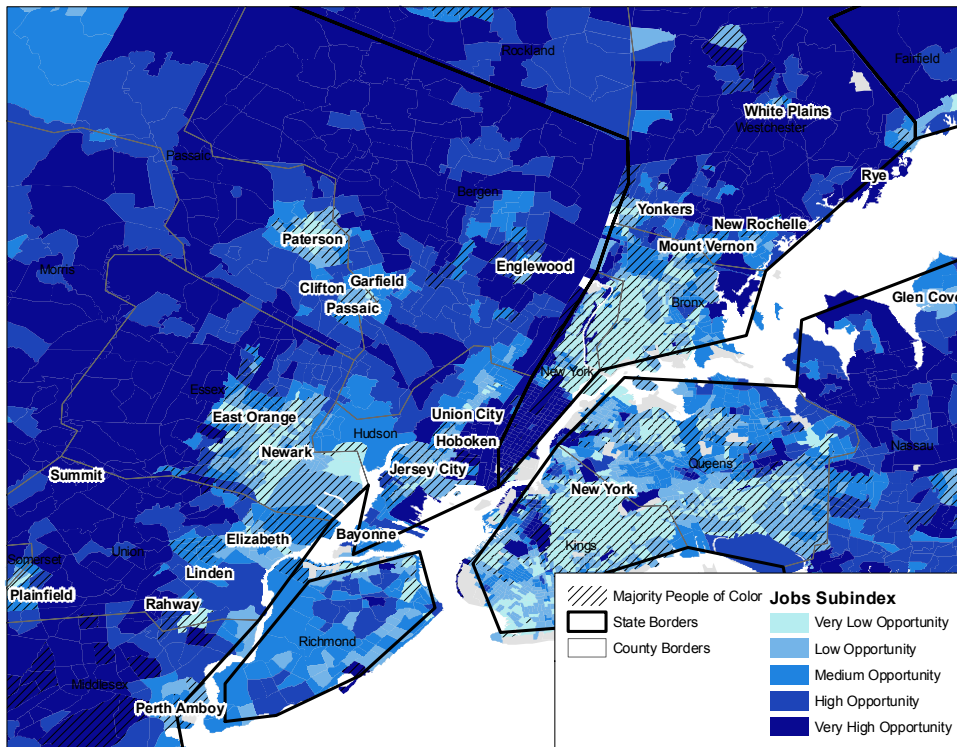 Rockland
Fairfield
White Plains
Westchester
Passaic
Rye
Bergen
Yonkers
New Rochelle
Paterson
Mount Vernon
Morris
Englewood
Clifton
Garfield
Glen Cove
Passaic
Bronx
New York
Essex
East Orange
Union City
Hudson
Hoboken
Newark
Nassau
Jersey City
Queens
Summit
New York
Bayonne
Elizabeth
Kings
Somerset
Union
Linden
Plainfield
Rahway
Richmond
Middlesex
Perth Amboy
Majority People of Color
State Borders
County Borders
Jobs Subindex
Very Low Opportunity
Low Opportunity
Medium Opportunity
High Opportunity
Very High Opportunity